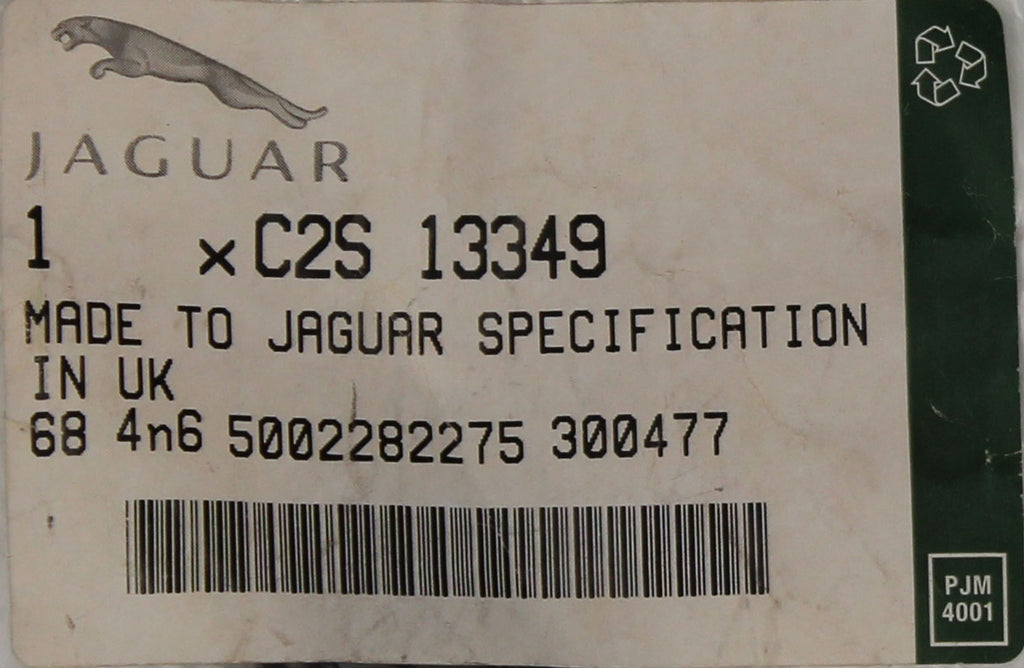 JAGUAR
1 x C2S 13349
MADE TO JAGUAR SPECIFICATION
IN UK
68 4n6 5002282275 300477
PJM
4001